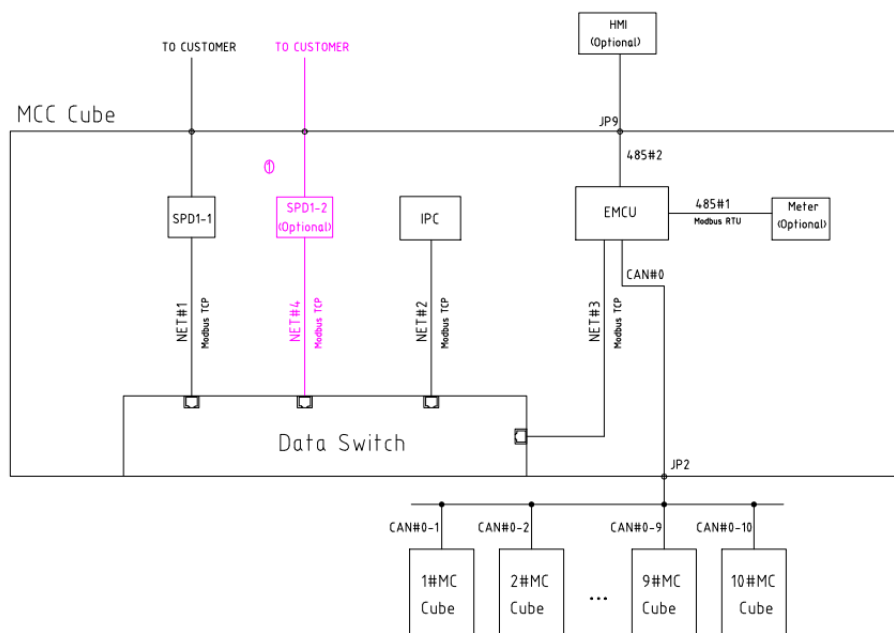 TO CUSTOMER
TO CUSTOMER
HMI
(Optional)
MCC Cube
JP9
485#2
①
SPD1-1
SPD1-2
(Optional)
IPC
EMCU
485#1
Modbus RTU
Meter
(Optional)
CAN#0
NET#1
Modbus TCP
NET#4
Modbus TCP
NET#2
Modbus TCP
NET#3
Modbus TCP
Data Switch
JP2
CAN#0-1
CAN#0-2
CAN#0-9
CAN#0-10
1#MC
Cube
2#MC
Cube
...
9#MC
Cube
10#MC
Cube